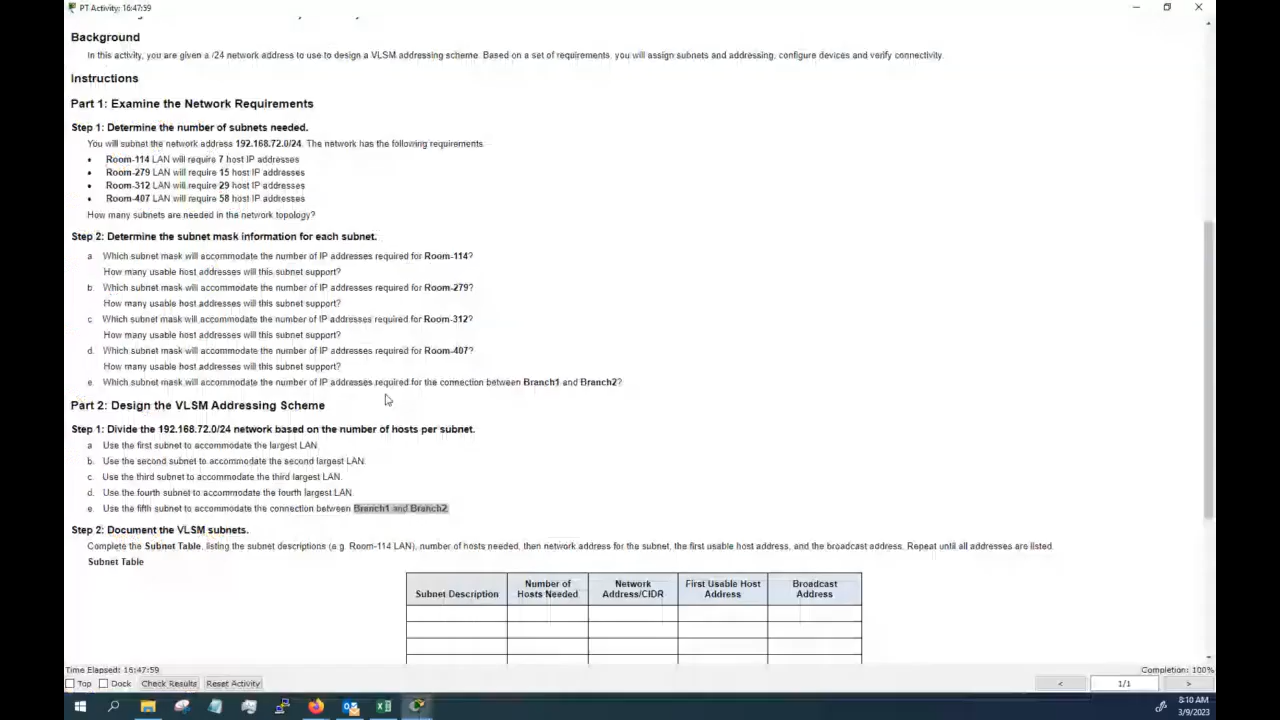 PT Activity: 16:47:59
Background
In this activity, you are given a /24 network address to use to design a VLSM addressing scheme. Based on a set of requirements, you will assign subnets and addressing, configure devices and verify connectivity.
Instructions
Part 1: Examine the Network Requirements
Step 1: Determine the number of subnets needed.
You will subnet the network address 192.168.72.0/24. The network has the following requirements:
• Room-114 LAN will require 7 host IP addresses
• Room-279 LAN will require 15 host IP addresses
• Room-312 LAN will require 29 host IP addresses
• Room-407 LAN will require 58 host IP addresses
How many subnets are needed in the network topology?
Step 2: Determine the subnet mask information for each subnet.
a. Which subnet mask will accommodate the number of IP addresses required for Room-114?
How many usable host addresses will this subnet support?
b. Which subnet mask will accommodate the number of IP addresses required for Room-279?
How many usable host addresses will this subnet support?
c. Which subnet mask will accommodate the number of IP addresses required for Room-312?
How many usable host addresses will this subnet support?
d. Which subnet mask will accommodate the number of IP addresses required for Room-407?
How many usable host addresses will this subnet support?
e. Which subnet mask will accommodate the number of IP addresses required for the connection between Branch1 and Branch2?
Part 2: Design the VLSM Addressing Scheme
Step 1: Divide the 192.168.72.0/24 network based on the number of hosts per subnet.
a. Use the first subnet to accommodate the largest LAN.
b. Use the second subnet to accommodate the second largest LAN.
c. Use the third subnet to accommodate the third largest LAN.
d. Use the fourth subnet to accommodate the fourth largest LAN.
e. Use the fifth subnet to accommodate the connection between Branch1 and Branch2.
Step 2: Document the VLSM subnets.
Complete the Subnet Table, listing the subnet descriptions (e.g. Room-114 LAN), number of hosts needed, then network address for the subnet, the first usable host address, and the broadcast address. Repeat until all addresses are listed.
Subnet Table
Subnet Description Number of Hosts Needed Network Address/CIDR First Usable Host Address Broadcast Address
Time Elapsed: 16:47:59 Completion: 100%
Top Dock Check Results Reset Activity < 1/1 >
8:10 AM
3/9/2023